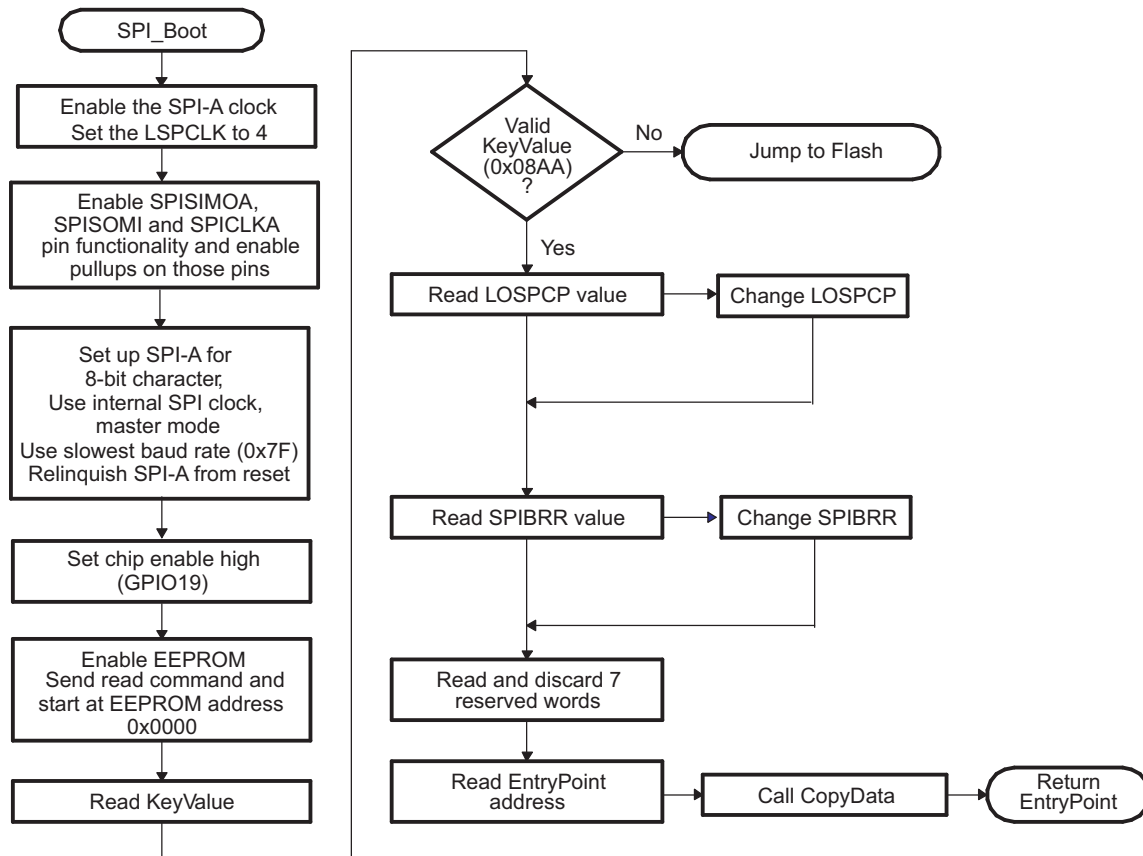 SPI_Boot
Enable the SPI-A clock
Set the LSPCLK to 4
Enable SPISIMOA,
SPISOMI and SPICLKA
pin functionality and enable
pullups on those pins
Set up SPI-A for
8-bit character,
Use internal SPI clock,
master mode
Use slowest baud rate (0x7F)
Relinquish SPI-A from reset
Set chip enable high
(GPIO19)
Enable EEPROM
Send read command and
start at EEPROM address
0x0000
Read KeyValue
Valid
KeyValue
(0x08AA)
?
No
Jump to Flash
Yes
Read LOSPCP value
Change LOSPCP
Read SPIBRR value
Change SPIBRR
Read and discard 7
reserved words
Read EntryPoint
address
Call CopyData
Return
EntryPoint